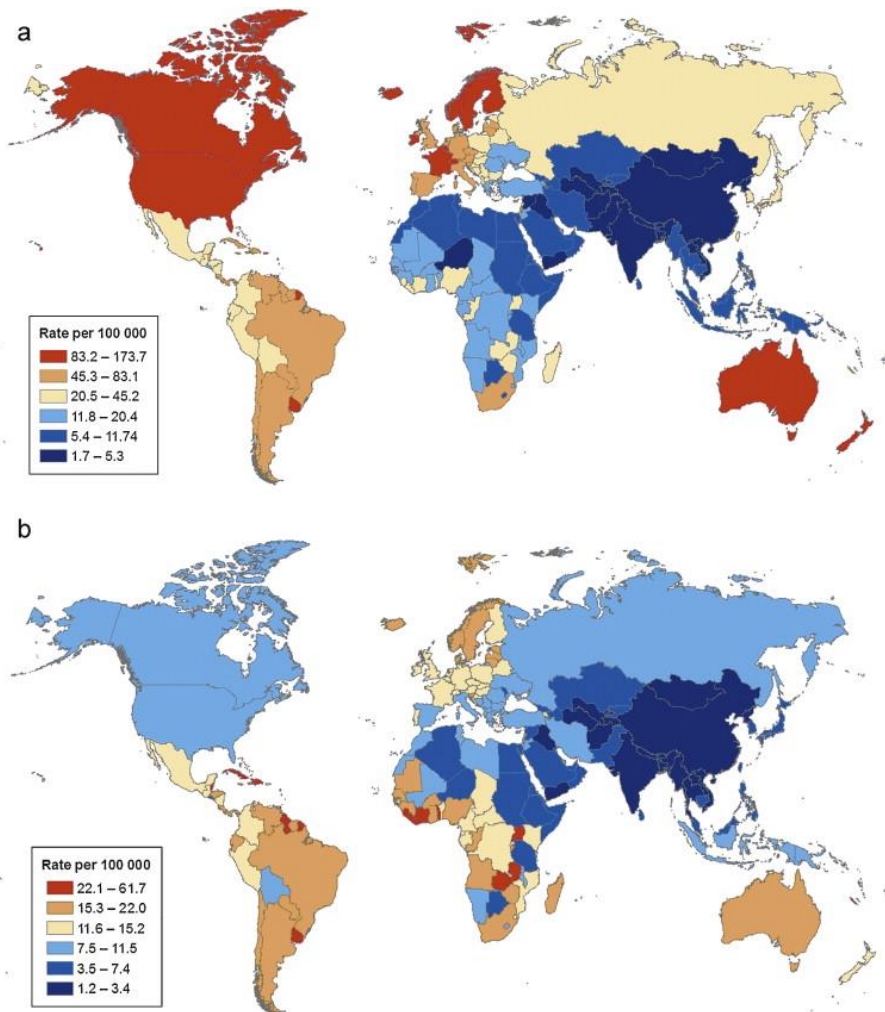 a
Rate per 100 000
83.2 – 173.7
45.3 – 83.1
20.5 – 45.2
11.8 – 20.4
5.4 – 11.74
1.7 – 5.3
b
Rate per 100 000
22.1 – 61.7
15.3 – 22.0
11.6 – 15.2
7.5 – 11.5
3.5 – 7.4
1.2 – 3.4